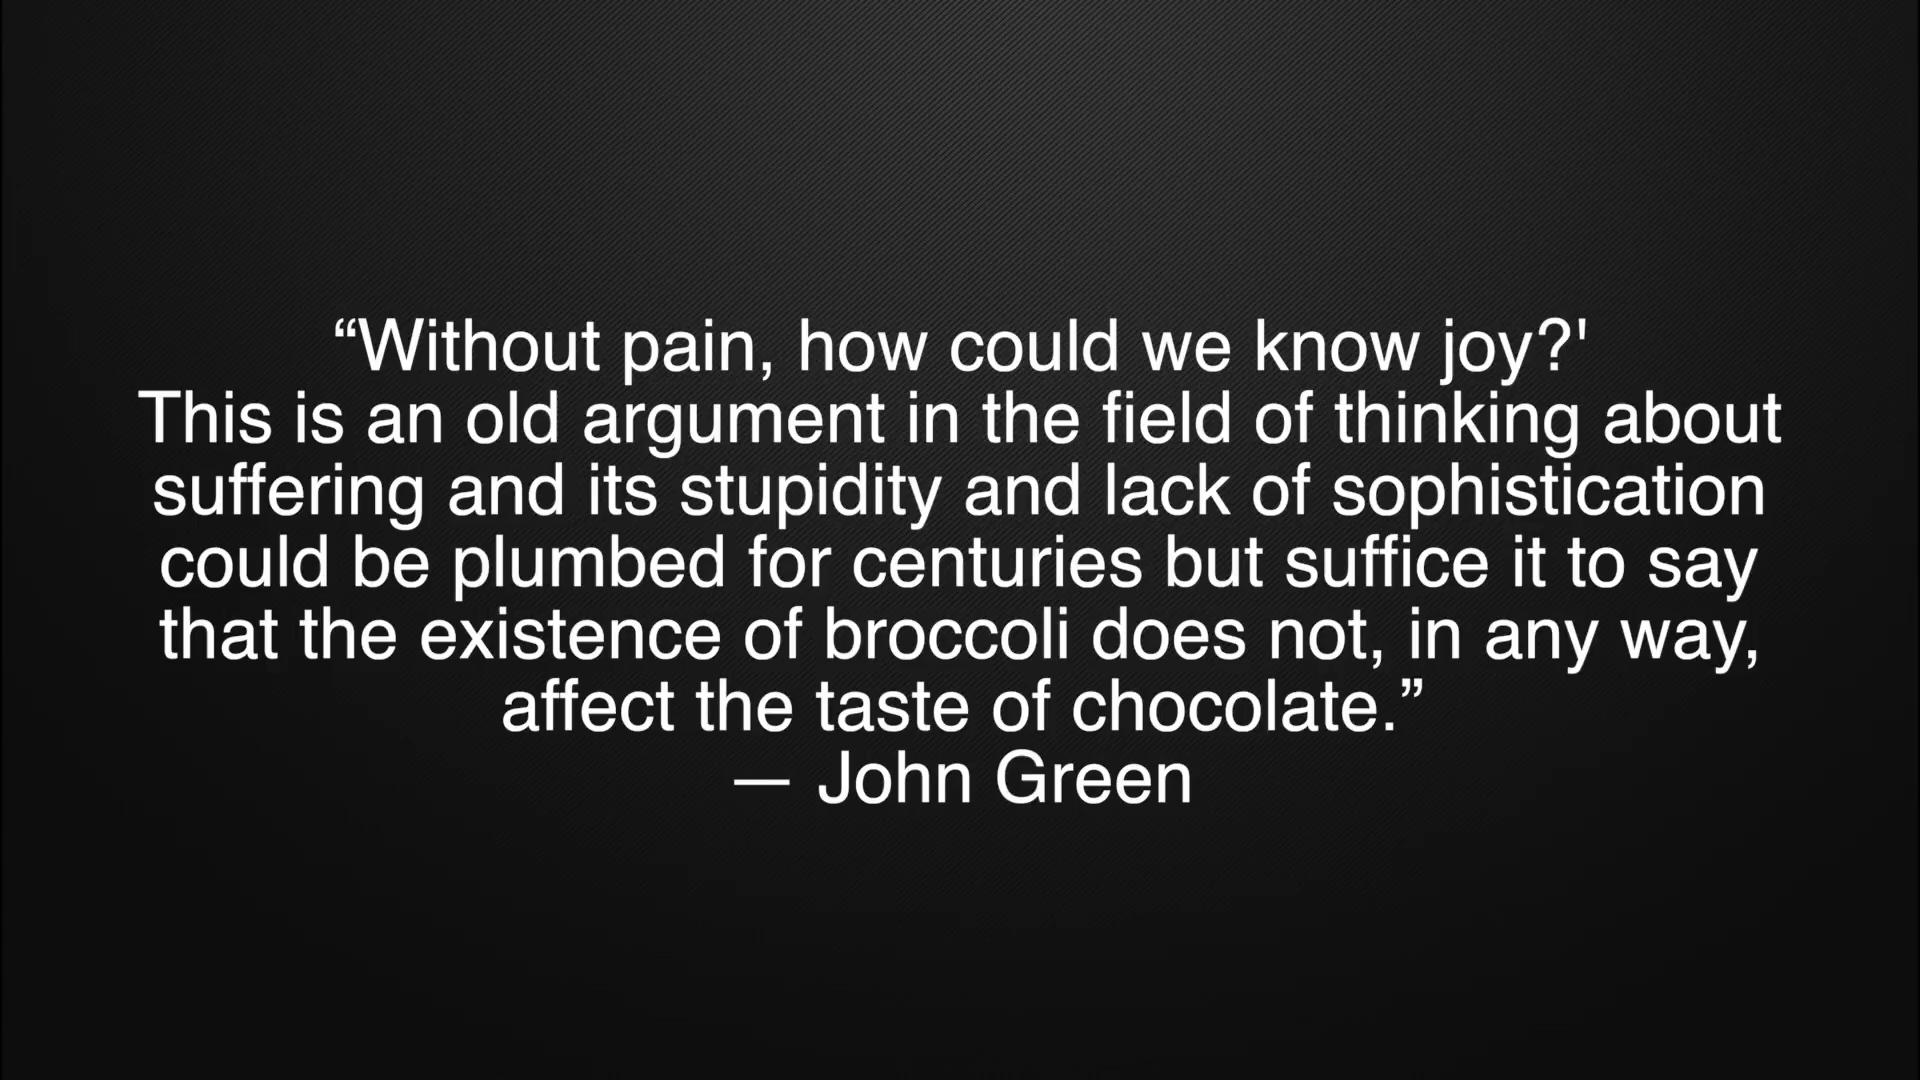 “Without pain, how could we know joy?'
This is an old argument in the field of thinking about
suffering and its stupidity and lack of sophistication
could be plumbed for centuries but suffice it to say
that the existence of broccoli does not, in any way,
affect the taste of chocolate.”
— John Green